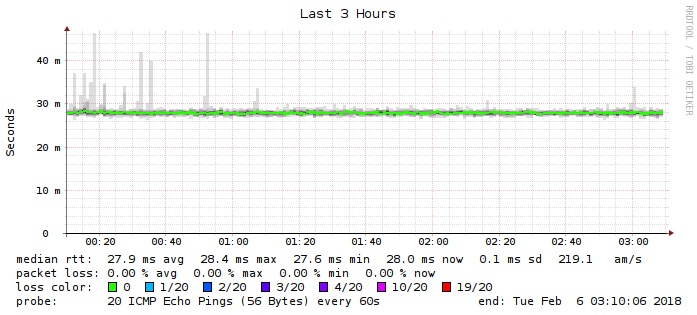 Last 3 Hours
RRDTOOL / TOBI OETIKER
Seconds
40 m
30 m
20 m
10 m
0
00:20 00:40 01:00 01:20 01:40 02:00 02:20 02:40 03:00
median rtt: 27.9 ms avg 28.4 ms max 27.6 ms min 28.0 ms now 0.1 ms sd 219.1 am/s
packet loss: 0.00 % avg 0.00 % max 0.00 % min 0.00 % now
loss color: 0 1/20 2/20 3/20 4/20 10/20 19/20
probe: 20 ICMP Echo Pings (56 Bytes) every 60s end: Tue Feb 6 03:10:06 2018